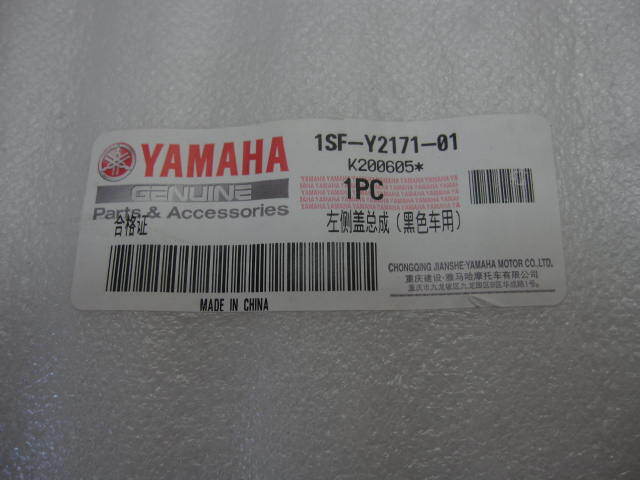 YAMAHA
GENUINE
Parts & Accessories
合格证
1SF-Y2171-01
K200605*
1PC
左侧盖总成(黑色车用)
CHONGQING JIANSHE·YAMAHA MOTOR CO.,LTD.
重庆建设·雅马哈摩托车有限公司
MADE IN CHINA